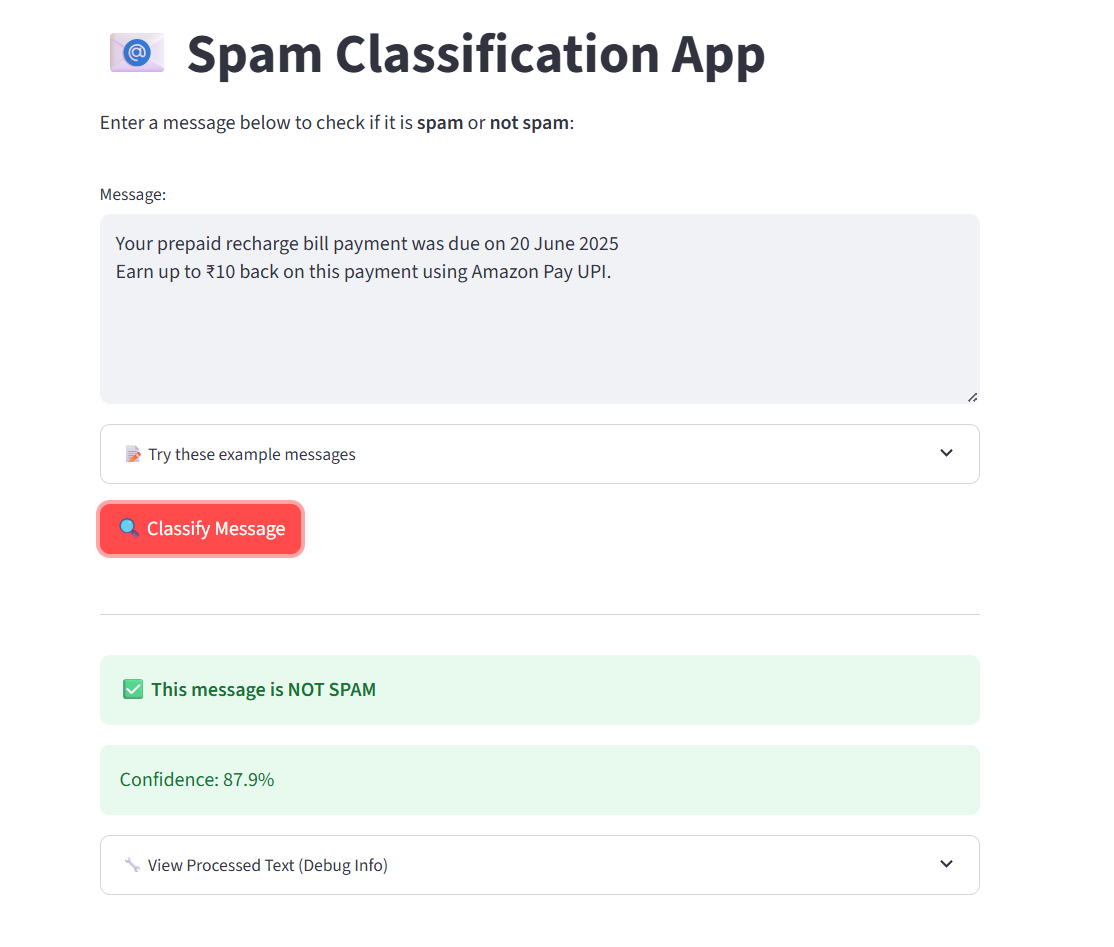 Spam Classification App
Enter a message below to check if it is spam or not spam:
Message:
Your prepaid recharge bill payment was due on 20 June 2025
Earn up to ₹10 back on this payment using Amazon Pay UPI.
Try these example messages
Classify Message
This message is NOT SPAM
Confidence: 87.9%
View Processed Text (Debug Info)